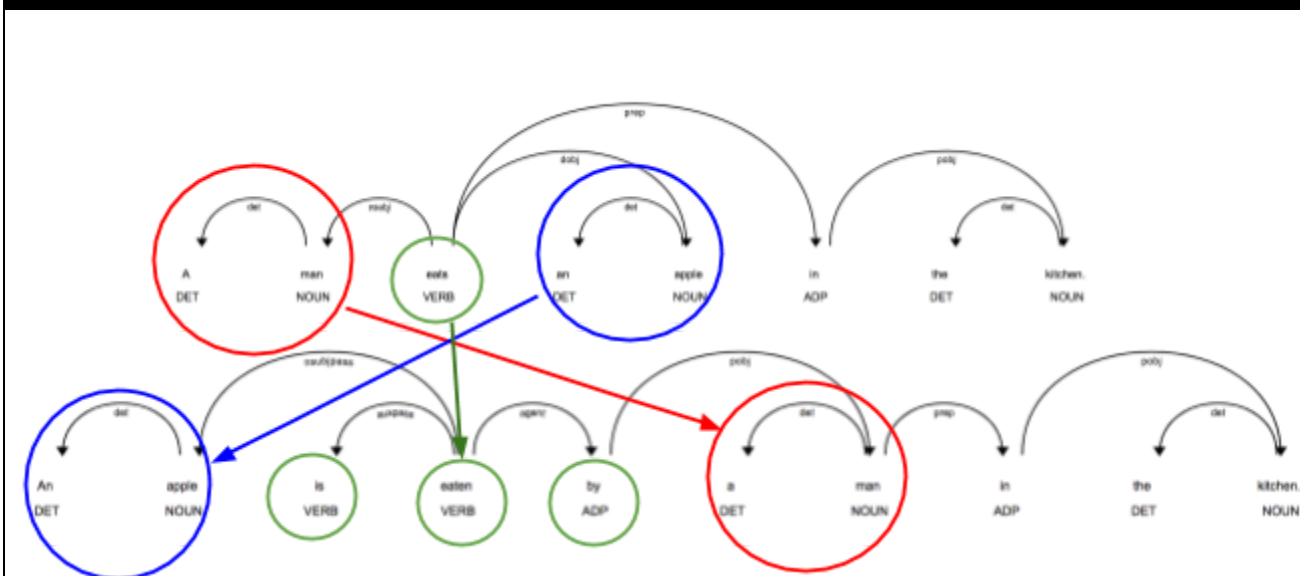 prep
dobj pobj
det nsubj det det
A man eats an apple in the kitchen.
DET NOUN VERB DET NOUN ADP DET NOUN
nsubjpass pobj pobj
det auxpass agent det prep det
An apple is eaten by a man in the kitchen.
DET NOUN VERB VERB ADP DET NOUN ADP DET NOUN